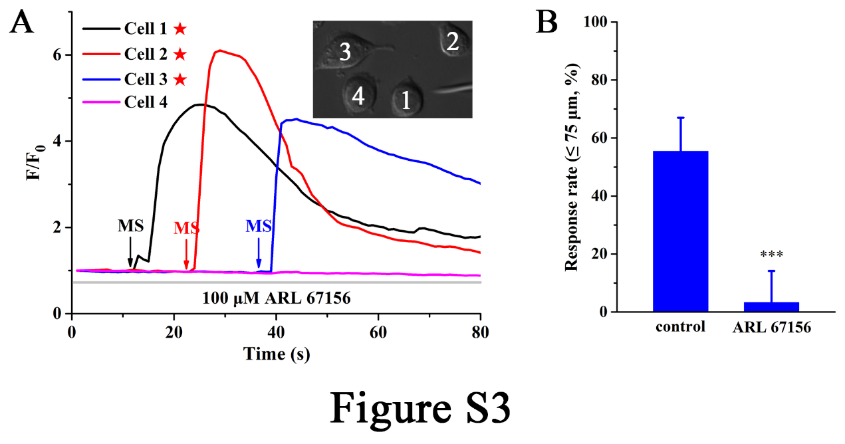 A
B
Cell 1 ★
Cell 2 ★
Cell 3 ★
Cell 4
3
2
4
1
MS
MS
MS
100 μM ARL 67156
F/F0
6
4
2
0
0
20
40
60
80
Time (s)
Response rate (≤ 75 μm, %)
100
80
60
40
20
0
***
control
ARL 67156
Figure S3